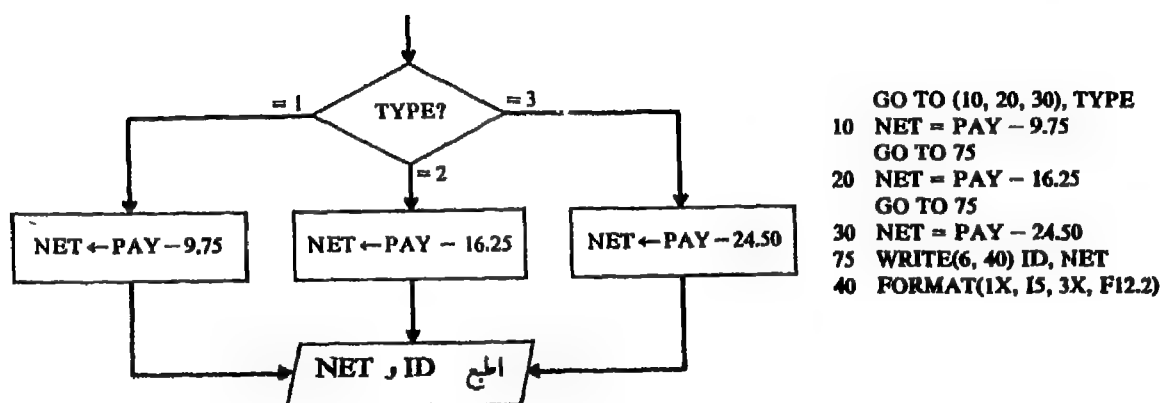 TYPE?
= 1
= 3
= 2
NET ← PAY − 9.75
NET ← PAY − 16.25
NET ← PAY − 24.50
اطبع ID و NET
GO TO (10, 20, 30), TYPE
10 NET = PAY − 9.75
GO TO 75
20 NET = PAY − 16.25
GO TO 75
30 NET = PAY − 24.50
75 WRITE(6, 40) ID, NET
40 FORMAT(1X, I5, 3X, F12.2)